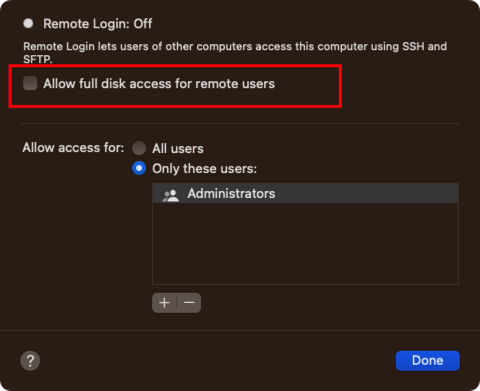 Remote Login: Off
Remote Login lets users of other computers access this computer using SSH and
SFTP.
Allow full disk access for remote users
Allow access for: All users
Only these users:
Administrators
+ −
? Done